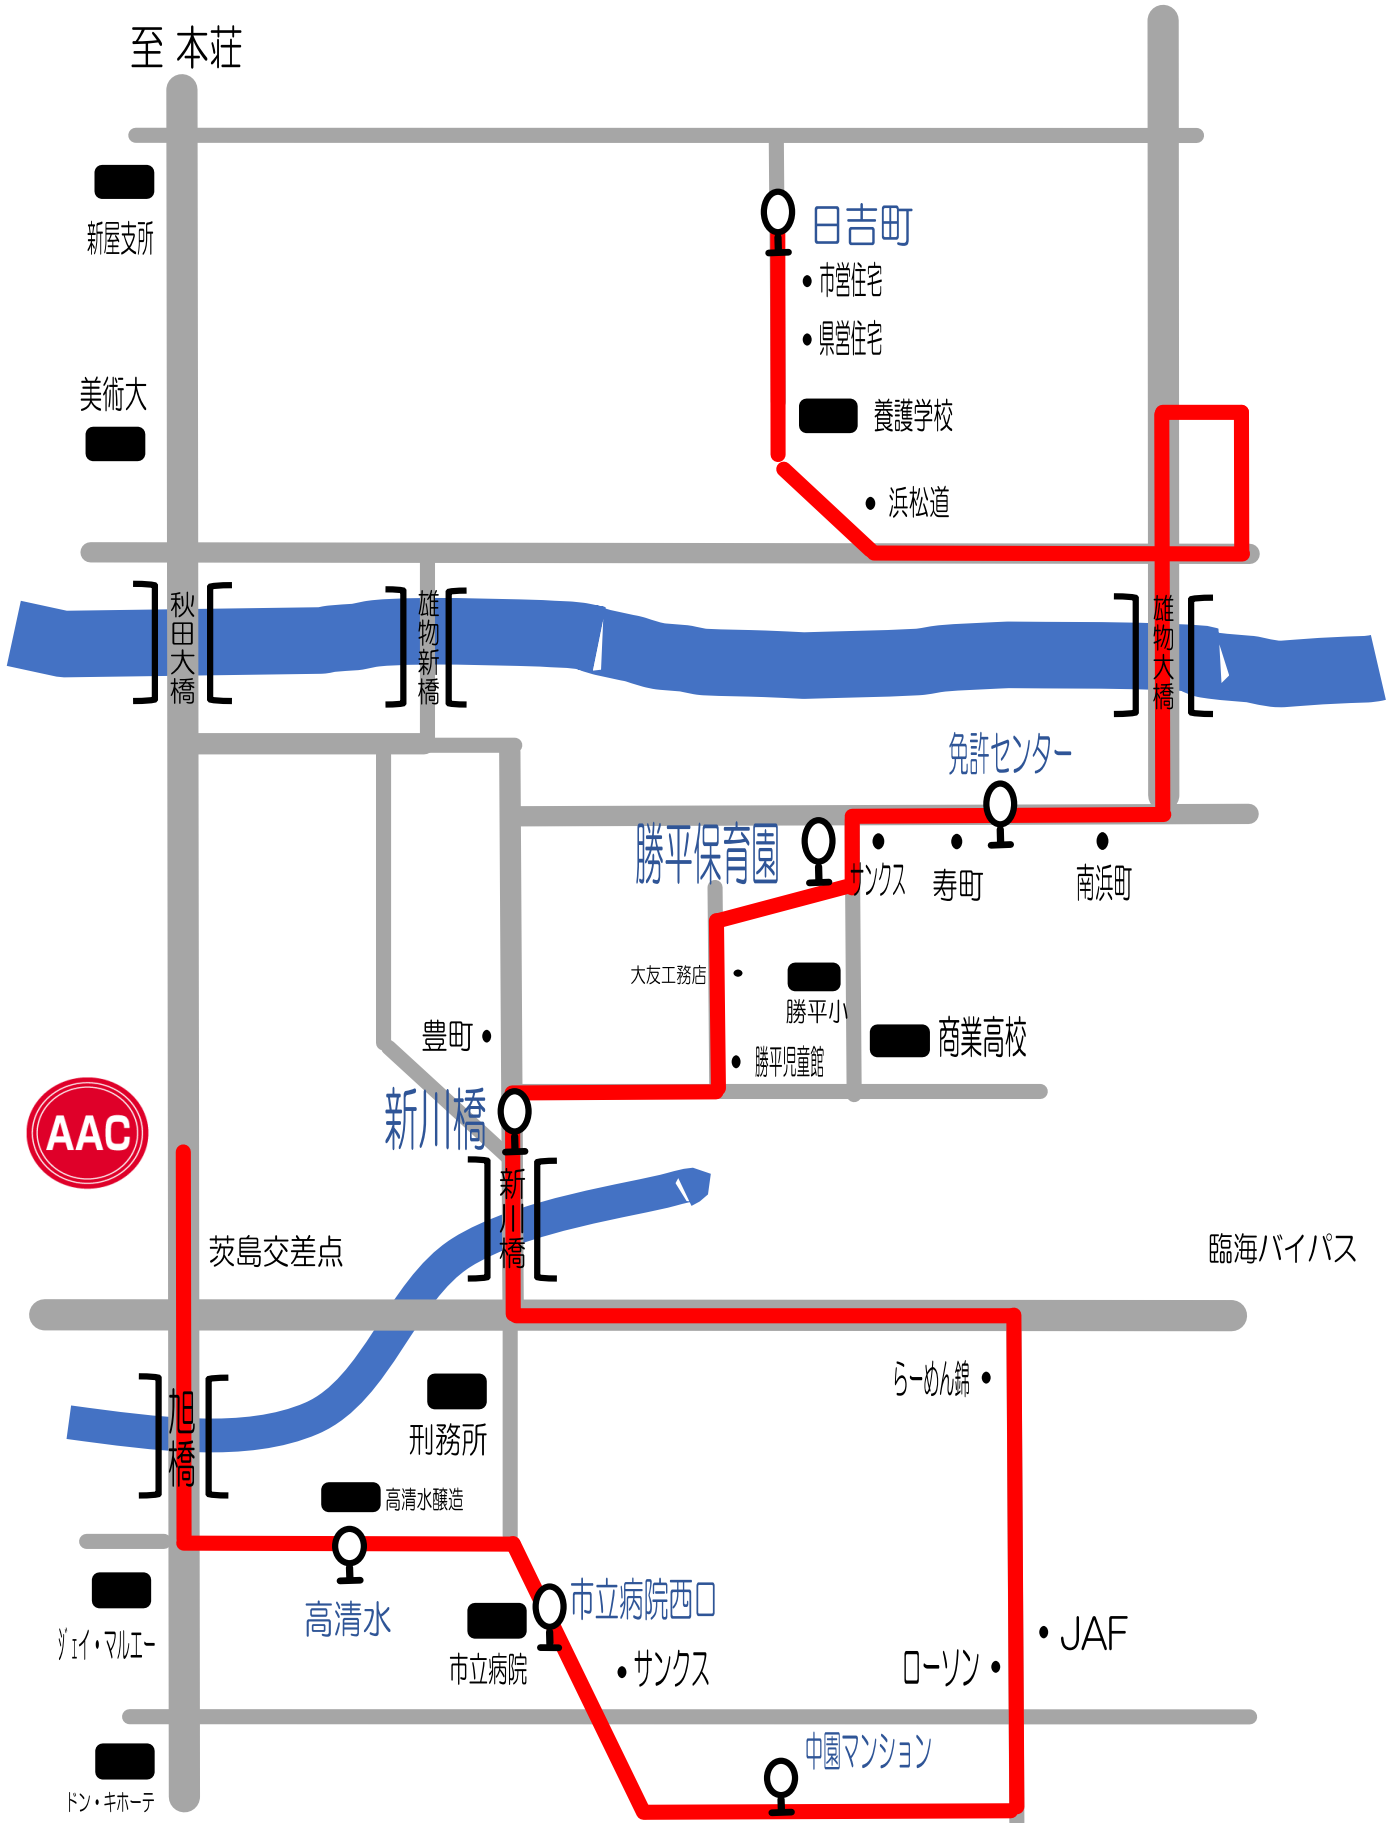 至 本荘
新屋支所
日吉町
市営住宅
県営住宅
美術大
養護学校
浜松道
秋田大橋
雄物新橋
雄物大橋
免許センター
勝平保育園
サンクス
寿町
南浜町
大友工務店
勝平小
商業高校
豊町
勝平児童館
新川橋
AAC
新川橋
茨島交差点
臨海バイパス
らーめん錦
旭橋
刑務所
高清水醸造
高清水
市立病院西口
ジェイ・マルエー
市立病院
サンクス
ローソン
JAF
中園マンション
ドン・キホーテ